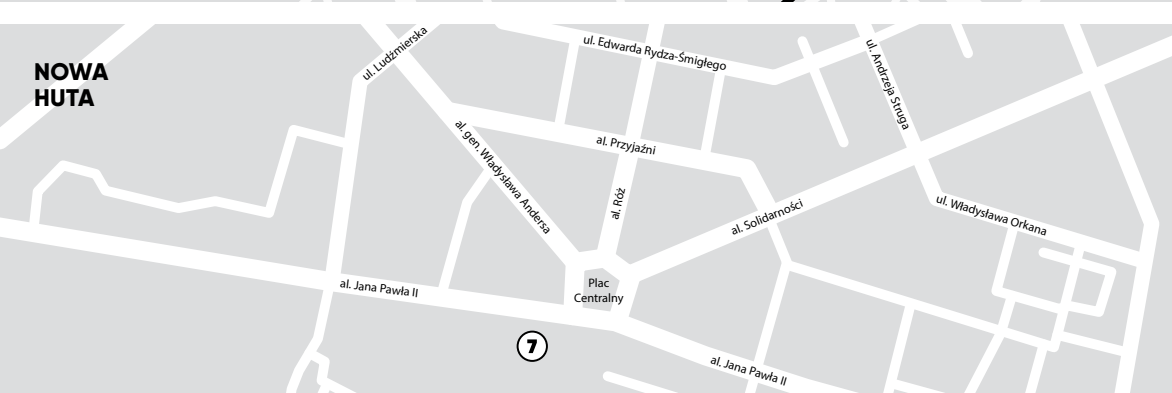 NOWA
HUTA
ul. Ludźmierska
ul. Edwarda Rydza-Śmigłego
ul. Andrzeja Struga
al. gen. Władysława Andersa
al. Przyjaźni
al. Róż
al. Solidarności
ul. Władysława Orkana
al. Jana Pawła II
Plac
Centralny
7
al. Jana Pawła II